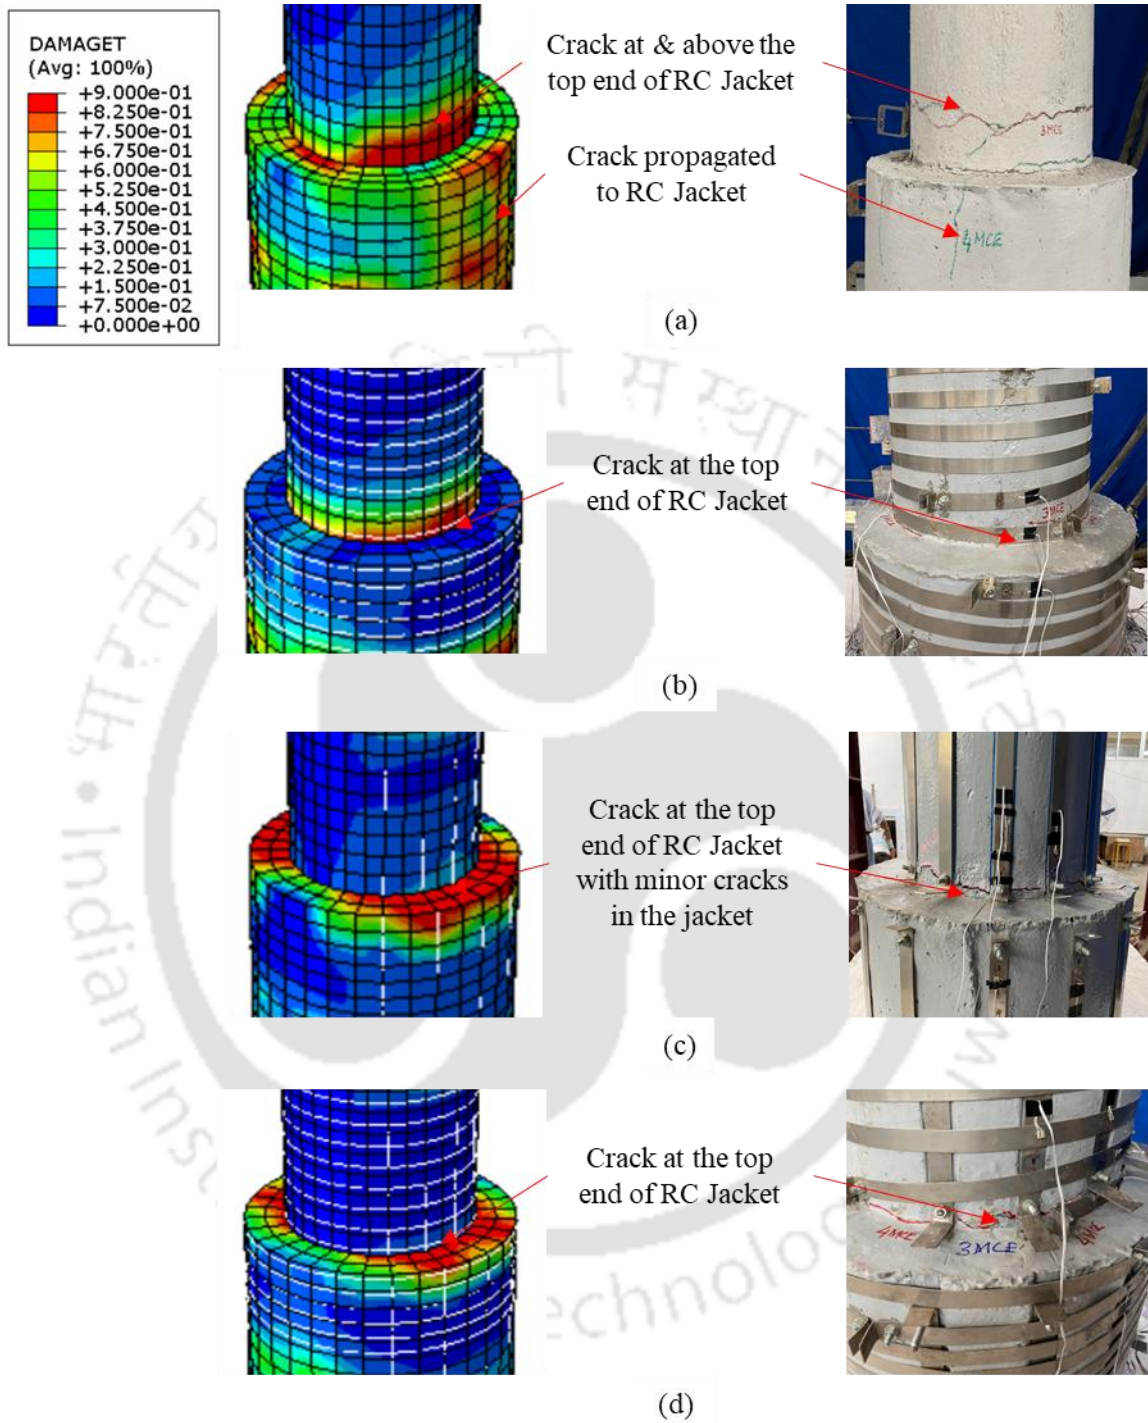 DAMAGET
(Avg: 100%)
+9.000e-01
+8.250e-01
+7.500e-01
+6.750e-01
+6.000e-01
+5.250e-01
+4.500e-01
+3.750e-01
+3.000e-01
+2.250e-01
+1.500e-01
+7.500e-02
+0.000e+00
Crack at & above the
top end of RC Jacket
Crack propagated
to RC Jacket
3MCE
4MCE
(a)
Crack at the top
end of RC Jacket
3MCE
(b)
Crack at the top
end of RC Jacket
with minor cracks
in the jacket
(c)
Crack at the top
end of RC Jacket
4MCE
3MCE
4MCE
(d)
Indian Ins
echnolo